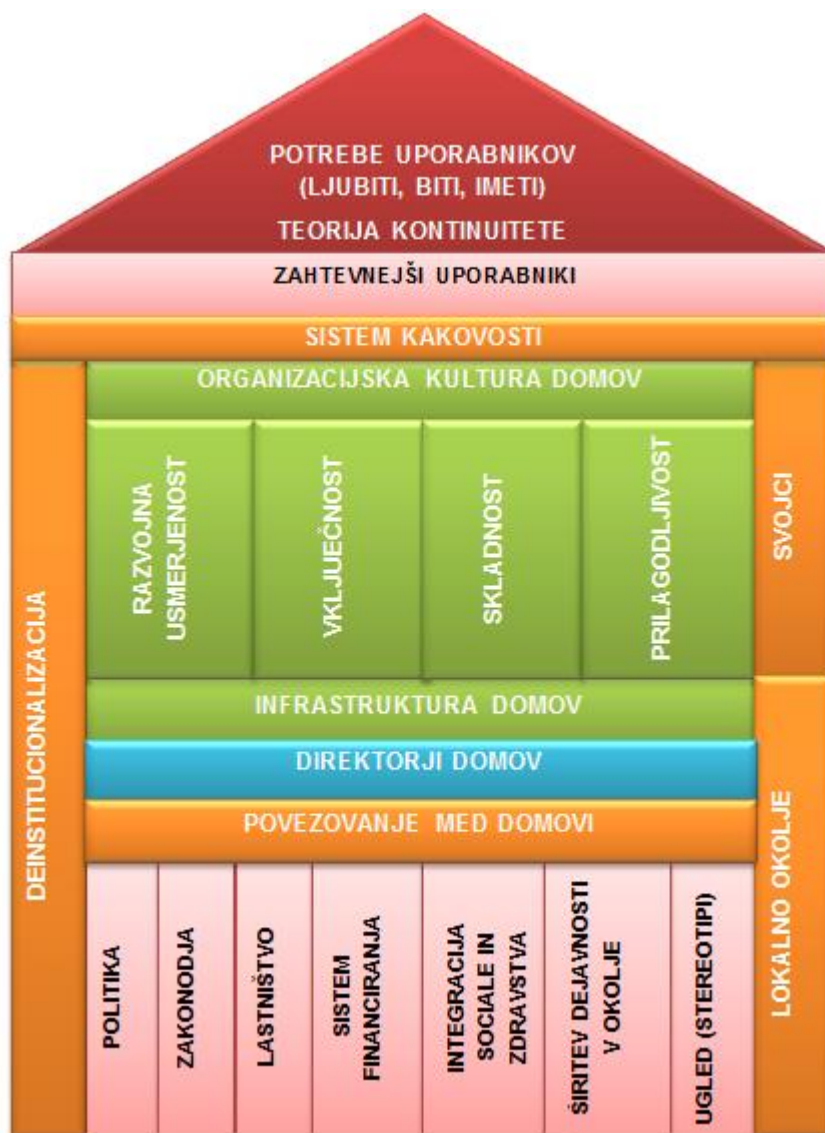 POTREBE UPORABNIKOV
(LJUBITI, BITI, IMETI)
TEORIJA KONTINUITETE
ZAHTEVNEJŠI UPORABNIKI
SISTEM KAKOVOSTI
ORGANIZACIJSKA KULTURA DOMOV
DEINSTITUCIONALIZACIJA
RAZVOJNA
USMERJENOST
VKLJUČNOST
SKLADNOST
PRILAGODLJIVOST
SVOJCI
INFRASTRUKTURA DOMOV
DIREKTORJI DOMOV
POVEZOVANJE MED DOMOVI
POLITIKA
ZAKONODJA
LASTNIŠTVO
SISTEM
FINANCIRANJA
INTEGRACIJA
SOCIALE IN
ZDRAVSTVA
ŠIRITEV DEJAVNOSTI
V OKOLJE
UGLED (STEREOTIPI)
LOKALNO OKOLJE